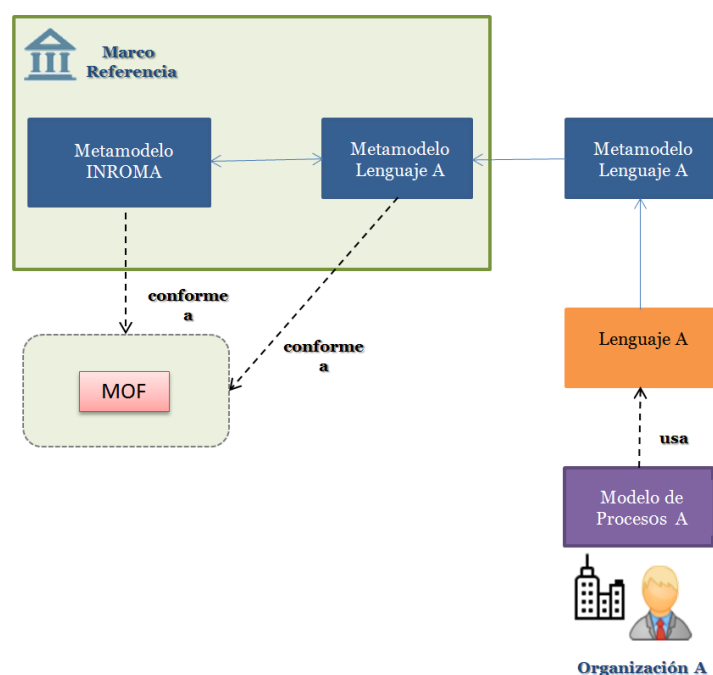 Marco
Referencia
Metamodelo
INROMA
Metamodelo
Lenguaje A
Metamodelo
Lenguaje A
conforme
a
conforme
a
MOF
Lenguaje A
usa
Modelo de
Procesos A
Organización A